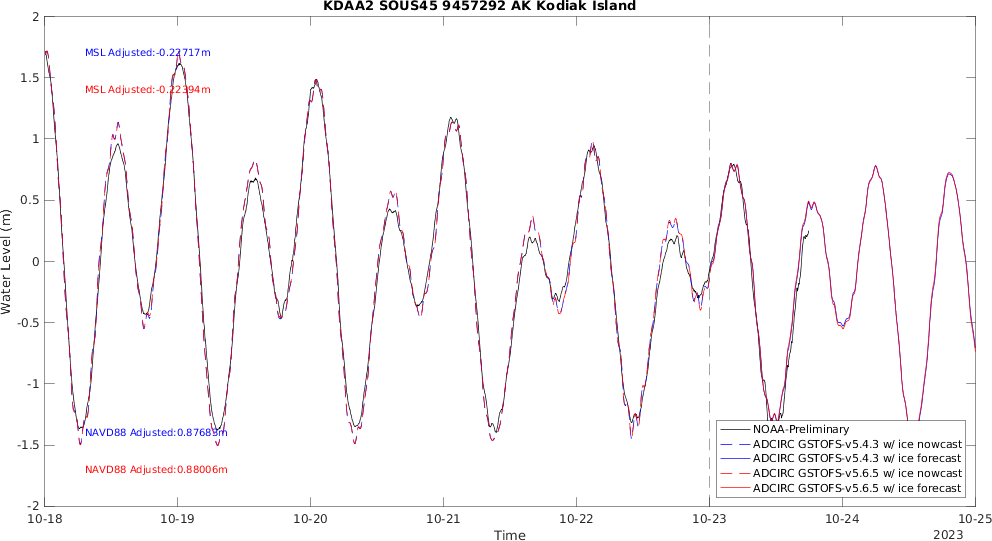 KDAA2 SOUS45 9457292 AK Kodiak Island
2
1.5
1
0.5
0
-0.5
-1
-1.5
-2
Water Level (m)
MSL Adjusted:-0.22717m
MSL Adjusted:-0.22394m
NAVD88 Adjusted:0.87683m
NAVD88 Adjusted:0.88006m
NOAA-Preliminary
ADCIRC GSTOFS-v5.4.3 w/ ice nowcast
ADCIRC GSTOFS-v5.4.3 w/ ice forecast
ADCIRC GSTOFS-v5.6.5 w/ ice nowcast
ADCIRC GSTOFS-v5.6.5 w/ ice forecast
10-18 10-19 10-20 10-21 10-22 10-23 10-24 10-25
Time
2023